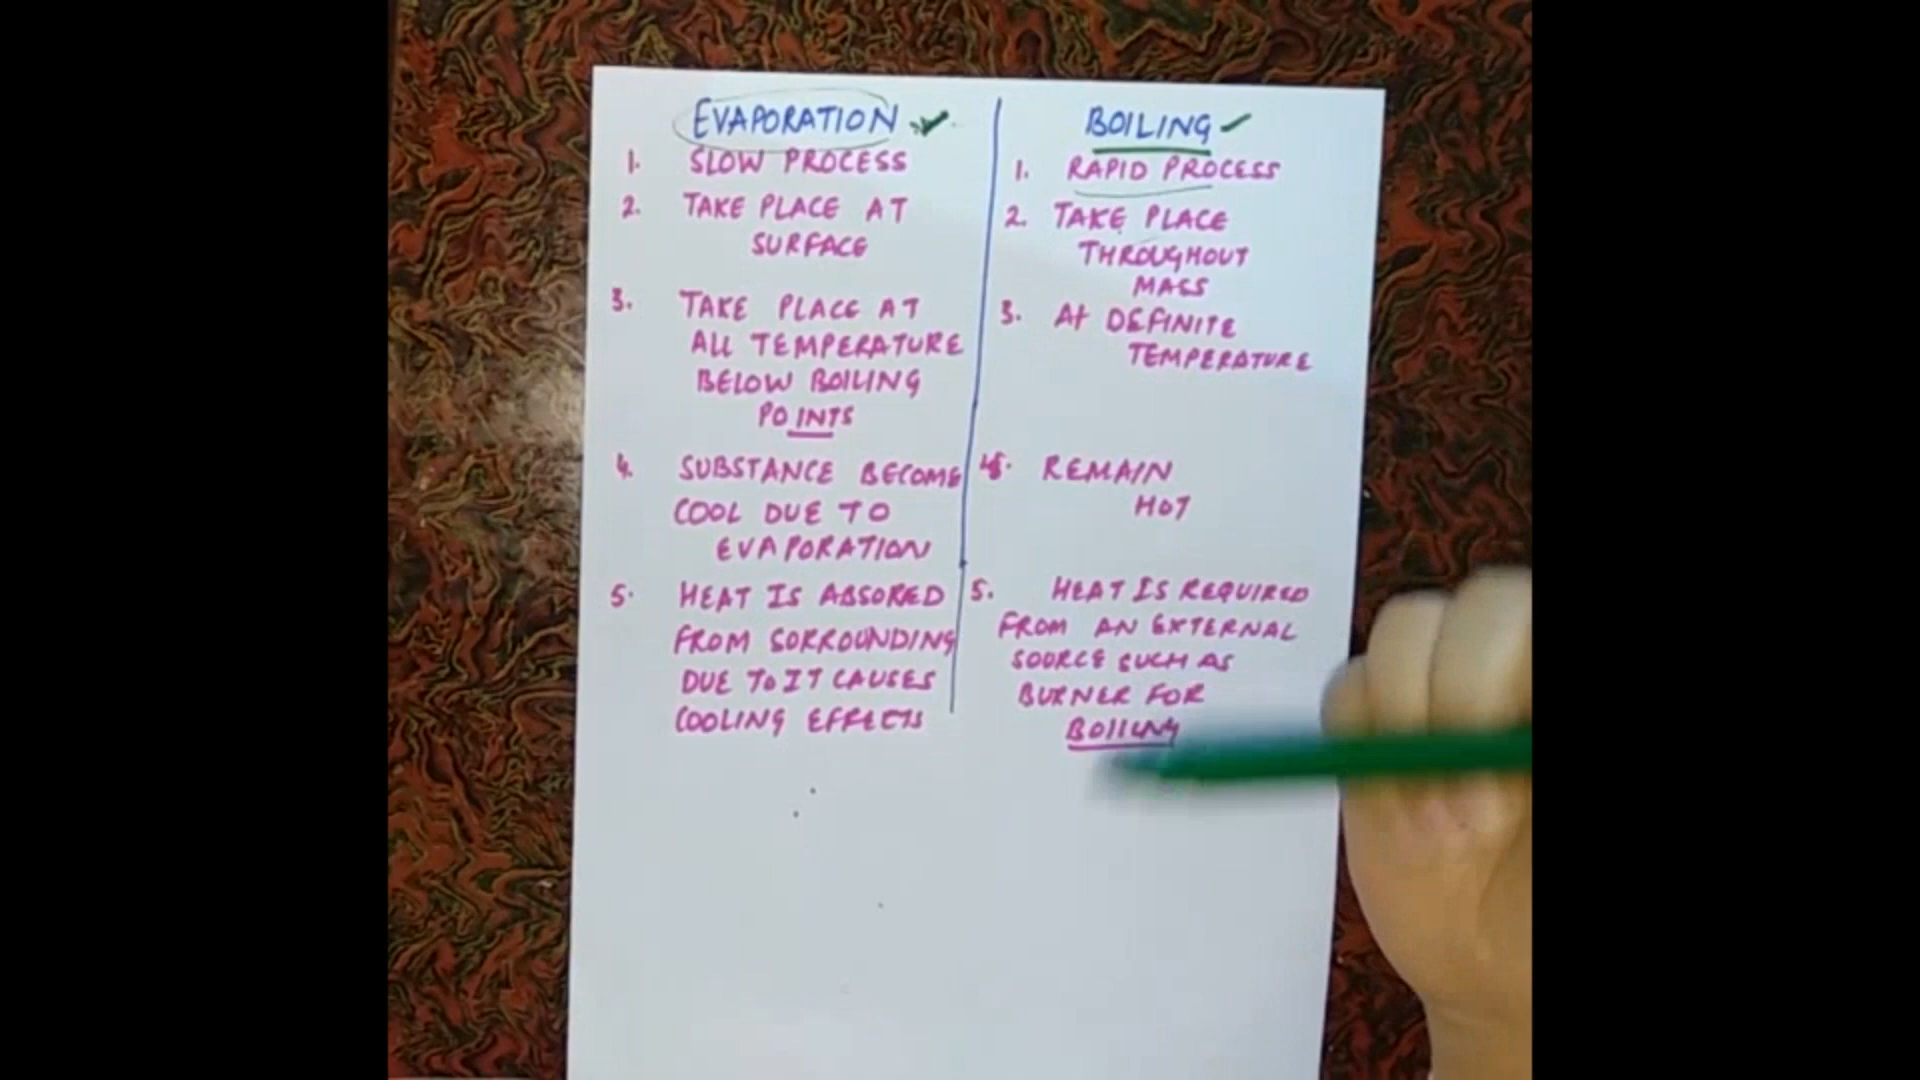 EVAPORATION
1. SLOW PROCESS
2. TAKE PLACE AT
SURFACE
3. TAKE PLACE AT
ALL TEMPERATURE
BELOW BOILING
POINTS
4. SUBSTANCE BECOME
COOL DUE TO
EVAPORATION
5. HEAT IS ABSORED
FROM SORROUNDING
DUE TO IT CAUSES
COOLING EFFECTS
BOILING
1. RAPID PROCESS
2. TAKE PLACE
THROUGHOUT
MASS
3. At DEFINITE
TEMPERATURE
4. REMAIN
HOT
5. HEAT IS REQUIRED
FROM AN EXTERNAL
SOURCE SUCH AS
BURNER FOR
BOILING